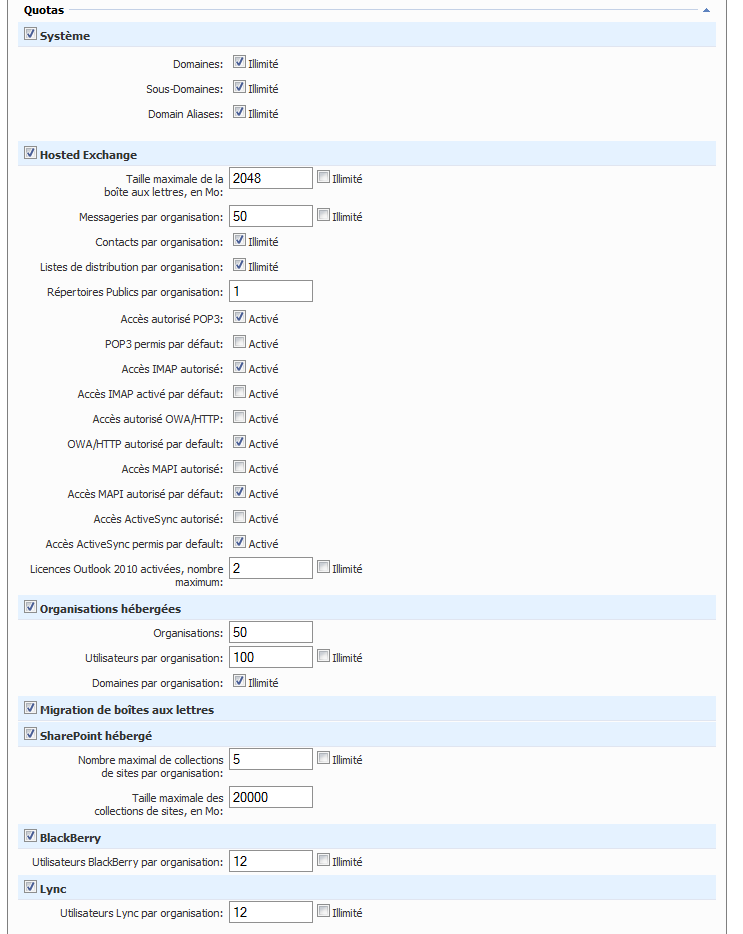 Quotas
Système
Domaines: Illimité
Sous-Domaines: Illimité
Domain Aliases: Illimité
Hosted Exchange
Taille maximale de la
boîte aux lettres, en Mo: 2048 Illimité
Messageries par organisation: 50 Illimité
Contacts par organisation: Illimité
Listes de distribution par organisation: Illimité
Répertoires Publics par organisation: 1
Accès autorisé POP3: Activé
POP3 permis par défaut: Activé
Accès IMAP autorisé: Activé
Accès IMAP activé par défaut: Activé
Accès autorisé OWA/HTTP: Activé
OWA/HTTP autorisé par default: Activé
Accès MAPI autorisé: Activé
Accès MAPI autorisé par défaut: Activé
Accès ActiveSync autorisé: Activé
Accès ActiveSync permis par default: Activé
Licences Outlook 2010 activées, nombre
maximum: 2 Illimité
Organisations hébergées
Organisations: 50
Utilisateurs par organisation: 100 Illimité
Domaines par organisation: Illimité
Migration de boîtes aux lettres
SharePoint hébergé
Nombre maximal de collections
de sites par organisation: 5 Illimité
Taille maximale des
collections de sites, en Mo: 20000
BlackBerry
Utilisateurs BlackBerry par organisation: 12 Illimité
Lync
Utilisateurs Lync par organisation: 12 Illimité